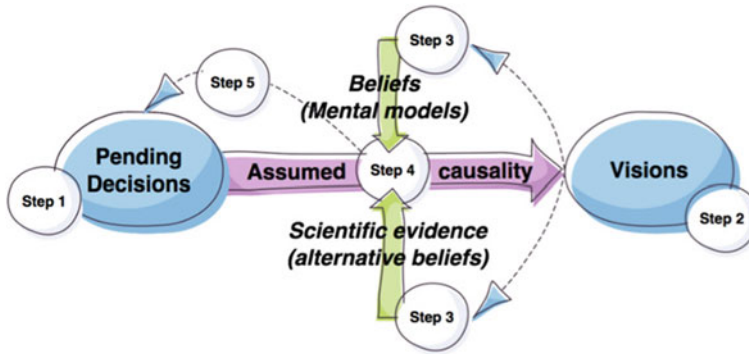 Step 3
Step 5
Beliefs
(Mental models)
Pending
Decisions
Assumed
Step 4
causality
Visions
Step 1
Step 2
Scientific evidence
(alternative beliefs)
Step 3